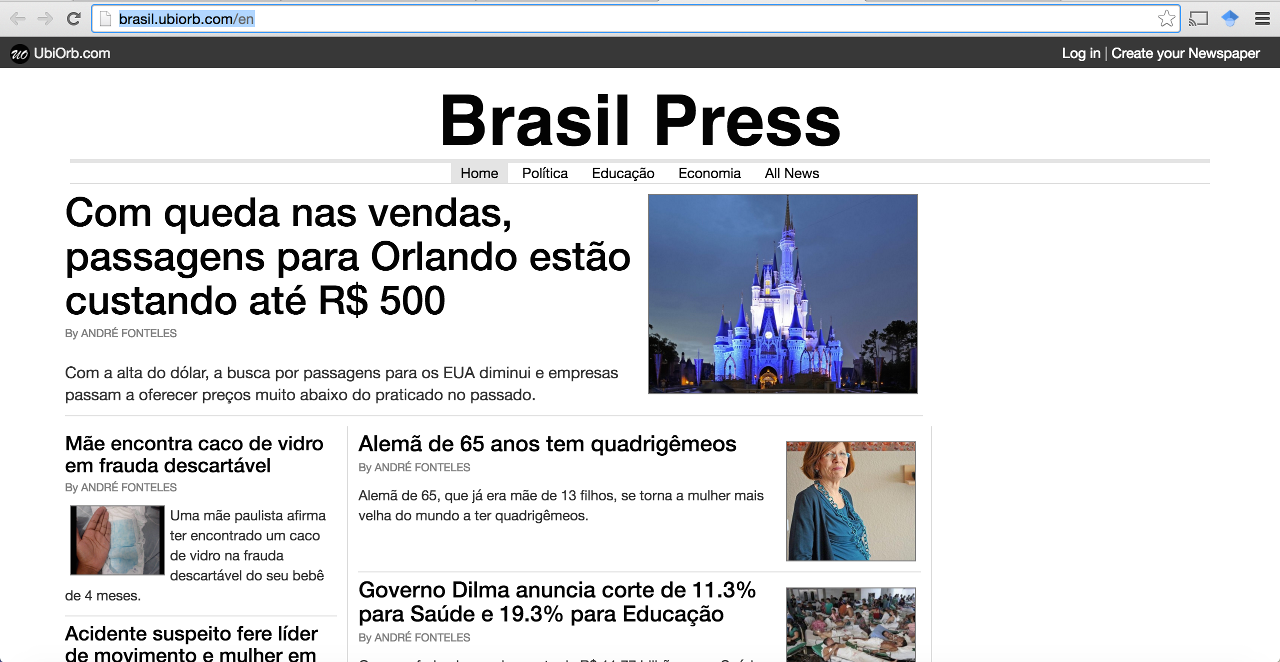 brasil.ubiorb.com/en
uo UbiOrb.com
Log in | Create your Newspaper
Brasil Press
Home Política Educação Economia All News
Com queda nas vendas,
passagens para Orlando estão
custando até R$ 500
By ANDRÉ FONTELES
Com a alta do dólar, a busca por passagens para os EUA diminui e empresas
passam a oferecer preços muito abaixo do praticado no passado.
Mãe encontra caco de vidro
em frauda descartável
By ANDRÉ FONTELES
Uma mãe paulista afirma
ter encontrado um caco
de vidro na frauda
descartável do seu bebê
de 4 meses.
Acidente suspeito fere líder
de movimento e mulher em
Alemã de 65 anos tem quadrigêmeos
By ANDRÉ FONTELES
Alemã de 65, que já era mãe de 13 filhos, se torna a mulher mais
velha do mundo a ter quadrigêmeos.
Governo Dilma anuncia corte de 11.3%
para Saúde e 19.3% para Educação
By ANDRÉ FONTELES